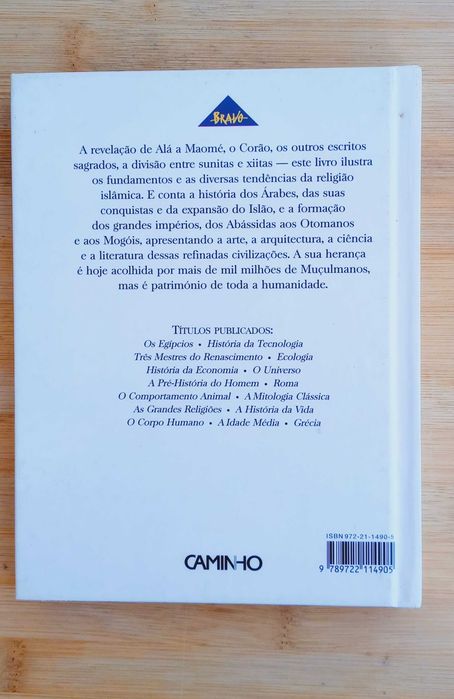 BRAVO
A revelação de Alá a Maomé, o Corão, os outros escritos
sagrados, a divisão entre sunitas e xiitas — este livro ilustra
os fundamentos e as diversas tendências da religião
islâmica. E conta a história dos Árabes, das suas
conquistas e da expansão do Islão, e a formação
dos grandes impérios, dos Abássidas aos Otomanos
e aos Mogóis, apresentando a arte, a arquitectura, a ciência
e a literatura dessas refinadas civilizações. A sua herança
é hoje acolhida por mais de mil milhões de Muçulmanos,
mas é património de toda a humanidade.
TÍTULOS PUBLICADOS:
Os Egípcios • História da Tecnologia
Três Mestres do Renascimento • Ecologia
História da Economia • O Universo
A Pré-História do Homem • Roma
O Comportamento Animal • A Mitologia Clássica
As Grandes Religiões • A História da Vida
O Corpo Humano • A Idade Média • Grécia
ISBN 972-21-1490-5
CAMINHO
9 789722 114905